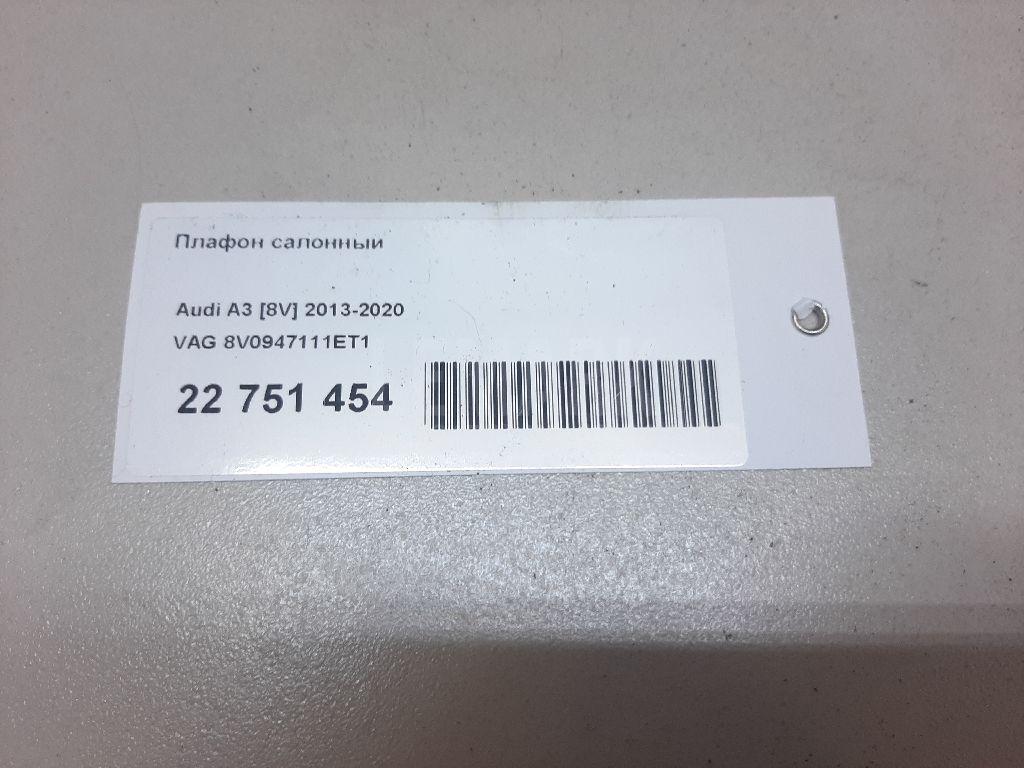 Плафон салонный
Audi A3 [8V] 2013-2020
VAG 8V0947111ET1
22 751 454